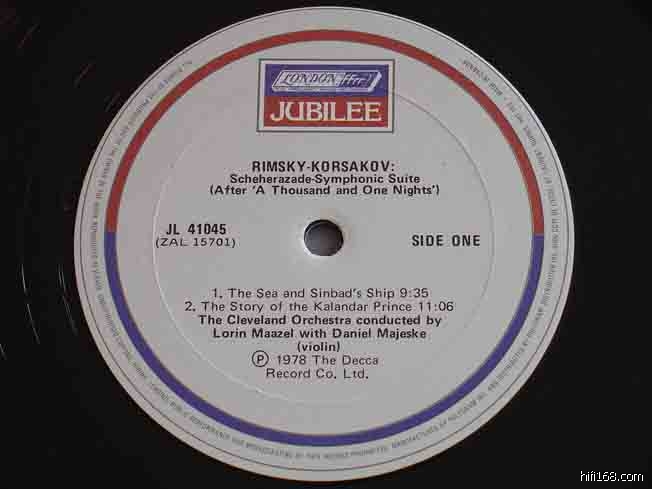 LONDON ffrr
JUBILEE
RIMSKY-KORSAKOV:
Scheherazade-Symphonic Suite
(After 'A Thousand and One Nights')
JL 41045
(ZAL 15701)
SIDE ONE
1. The Sea and Sinbad's Ship 9:35
2. The Story of the Kalandar Prince 11:06
The Cleveland Orchestra conducted by
Lorin Maazel with Daniel Majeske
(violin)
Ⓟ 1978 The Decca
Record Co. Ltd.
hifi168.com